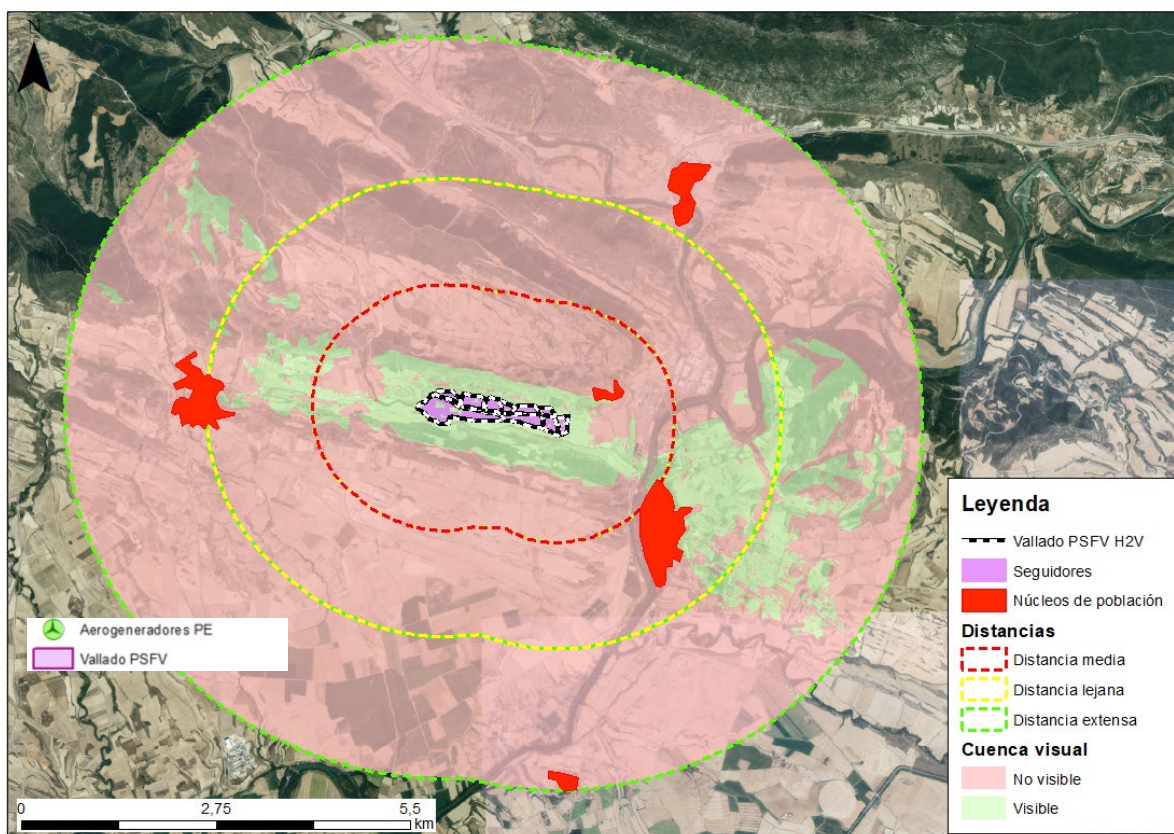 N
Leyenda
Vallado PSFV H2V
Seguidores
Núcleos de población
Distancias
Distancia media
Distancia lejana
Distancia extensa
Cuenca visual
No visible
Visible
Aerogeneradores PE
Vallado PSFV
0 2,75 5,5
km